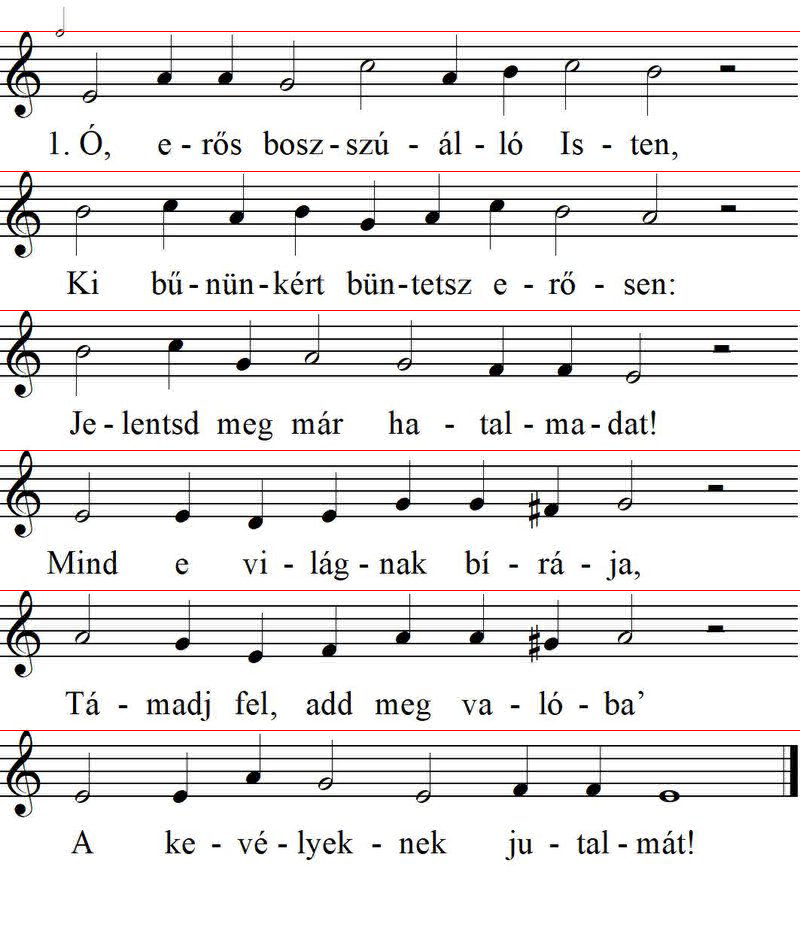 1. Ó, e - rős bosz - szú - ál - ló Is - ten,
Ki bű - nün - kért bün - tetsz e - rő - sen:
Je - lentsd meg már ha - tal - ma - dat!
Mind e vi - lág - nak bí - rá - ja,
Tá - madj fel, add meg va - ló - ba’
A ke - vé - lyek - nek ju - tal - mát!